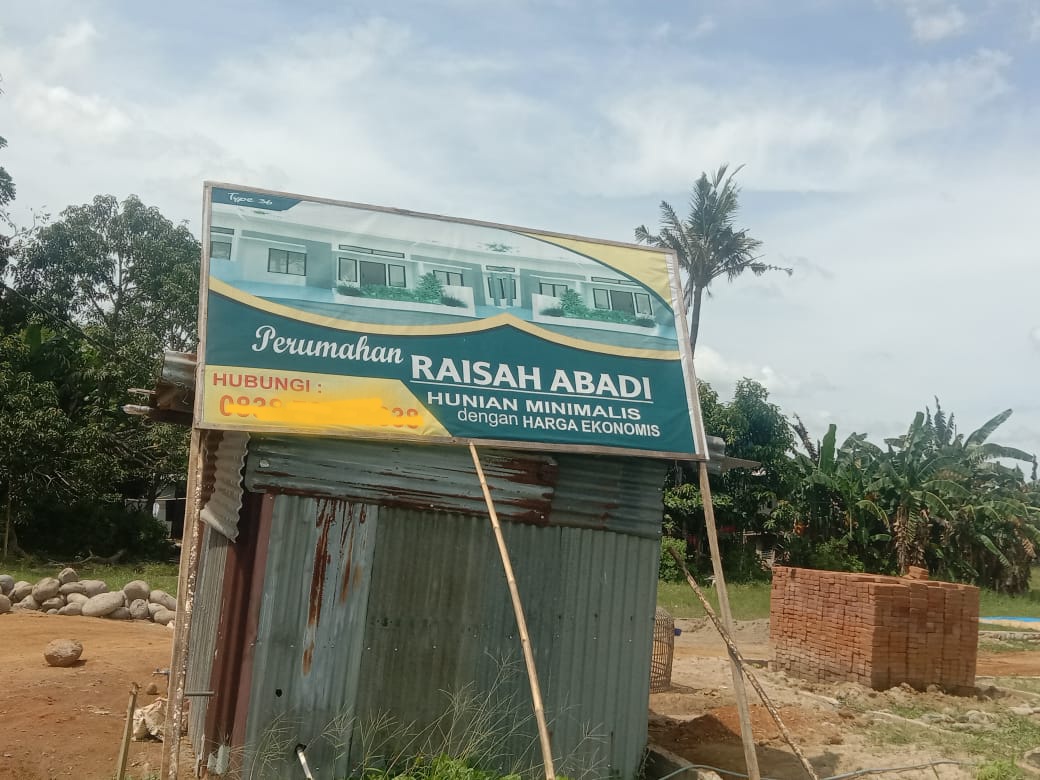 Type 36
Perumahan RAISAH ABADI
HUBUNGI :
HUNIAN MINIMALIS
dengan HARGA EKONOMIS